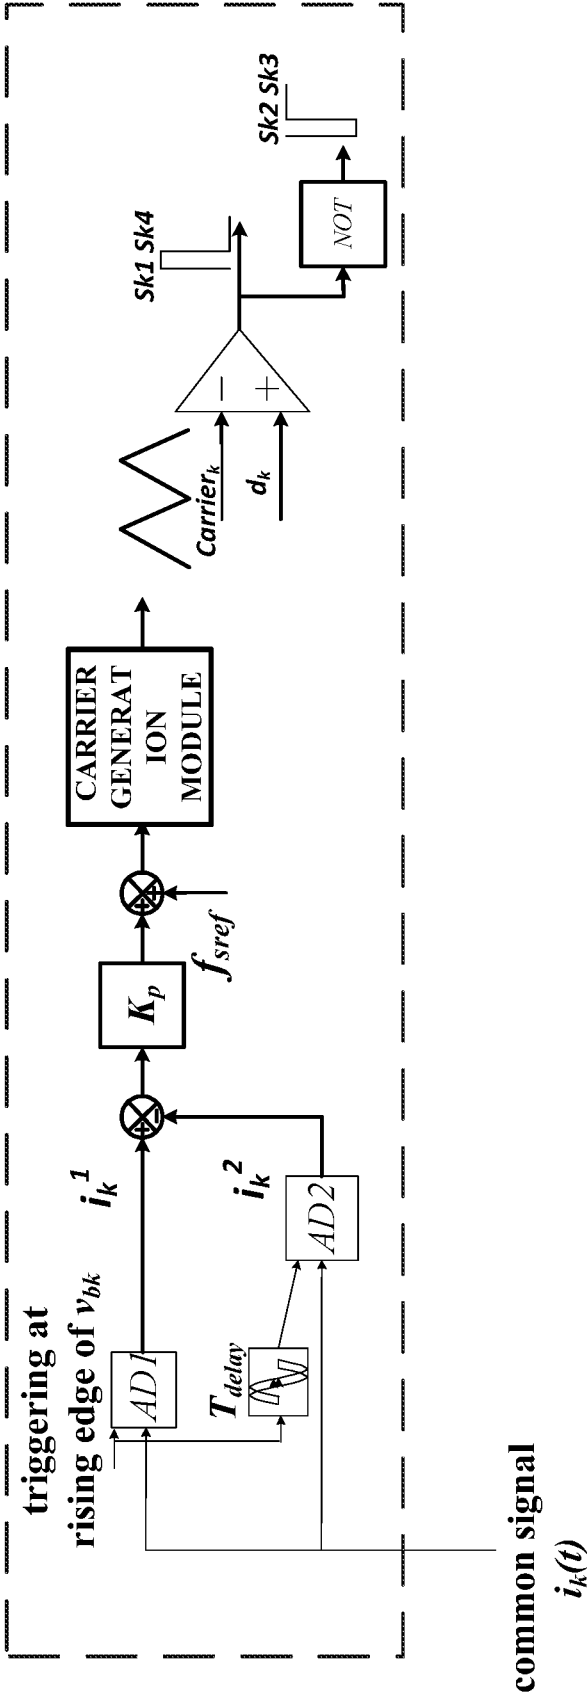 triggering at
rising edge of v_bk
AD1
i_k^1
T_delay
AD2
i_k^2
+
-
K_p
+
+
f_sref
CARRIER
GENERAT
ION
MODULE
Carrier_k
d_k
−
+
Sk1 Sk4
NOT
Sk2 Sk3
common signal
i_k(t)